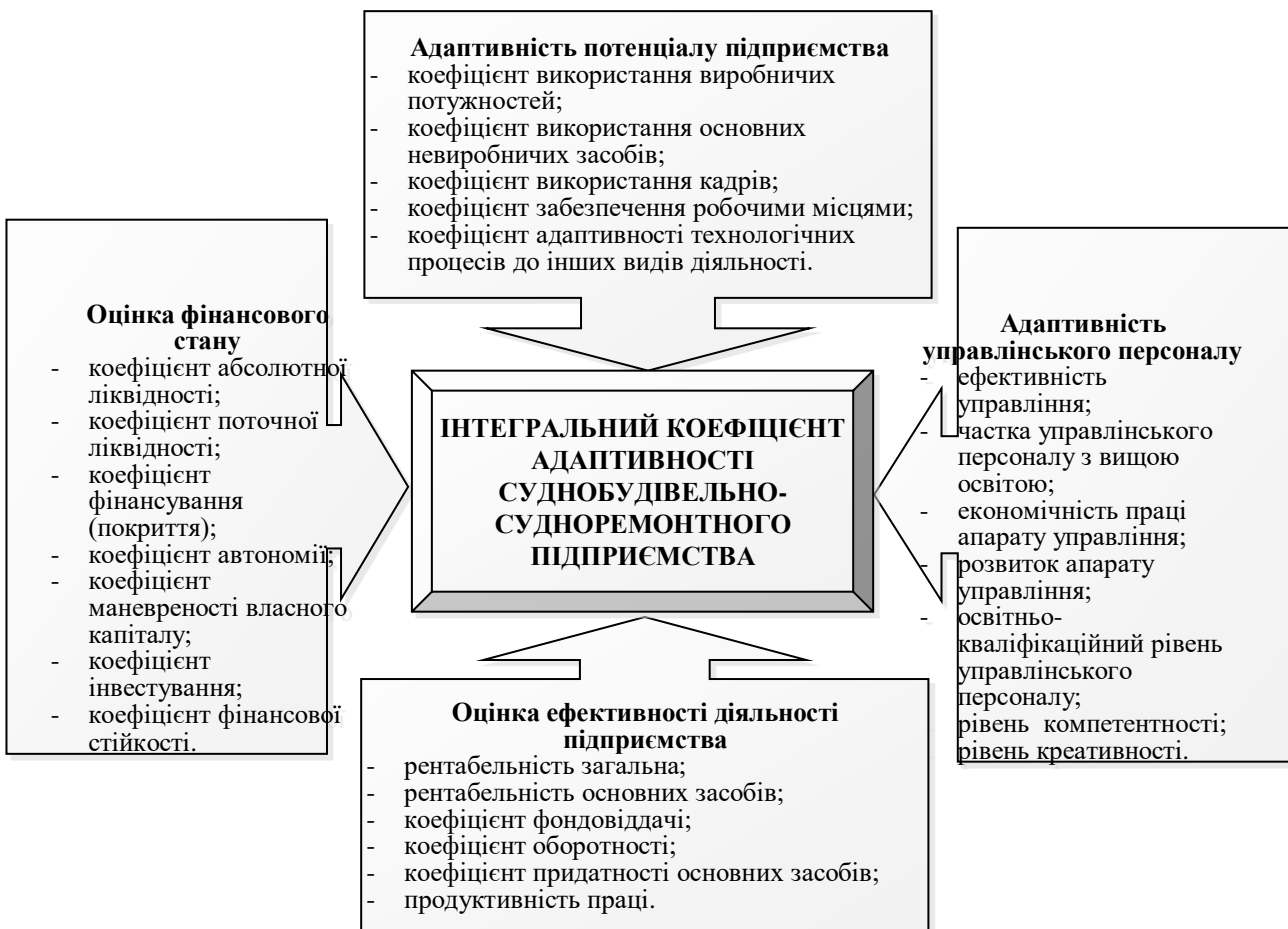 Адаптивність потенціалу підприємства
- коефіцієнт використання виробничих
потужностей;
- коефіцієнт використання основних
невиробничих засобів;
- коефіцієнт використання кадрів;
- коефіцієнт забезпечення робочими місцями;
- коефіцієнт адаптивності технологічних
процесів до інших видів діяльності.
Оцінка фінансового
стану
- коефіцієнт абсолютної
ліквідності;
- коефіцієнт поточної
ліквідності;
- коефіцієнт
фінансування
(покриття);
- коефіцієнт автономії;
- коефіцієнт
маневреності власного
капіталу;
- коефіцієнт
інвестування;
- коефіцієнт фінансової
стійкості.
ІНТЕГРАЛЬНИЙ КОЕФІЦІЄНТ
АДАПТИВНОСТІ
СУДНОБУДІВЕЛЬНО-
СУДНОРЕМОНТНОГО
ПІДПРИЄМСТВА
Адаптивність
управлінського персоналу
- ефективність
управління;
- частка управлінського
персоналу з вищою
освітою;
- економічність праці
апарату управління;
- розвиток апарату
управління;
- освітньо-
кваліфікаційний рівень
управлінського
персоналу;
рівень компетентності;
рівень креативності.
Оцінка ефективності діяльності
підприємства
- рентабельність загальна;
- рентабельність основних засобів;
- коефіцієнт фондовіддачі;
- коефіцієнт оборотності;
- коефіцієнт придатності основних засобів;
- продуктивність праці.